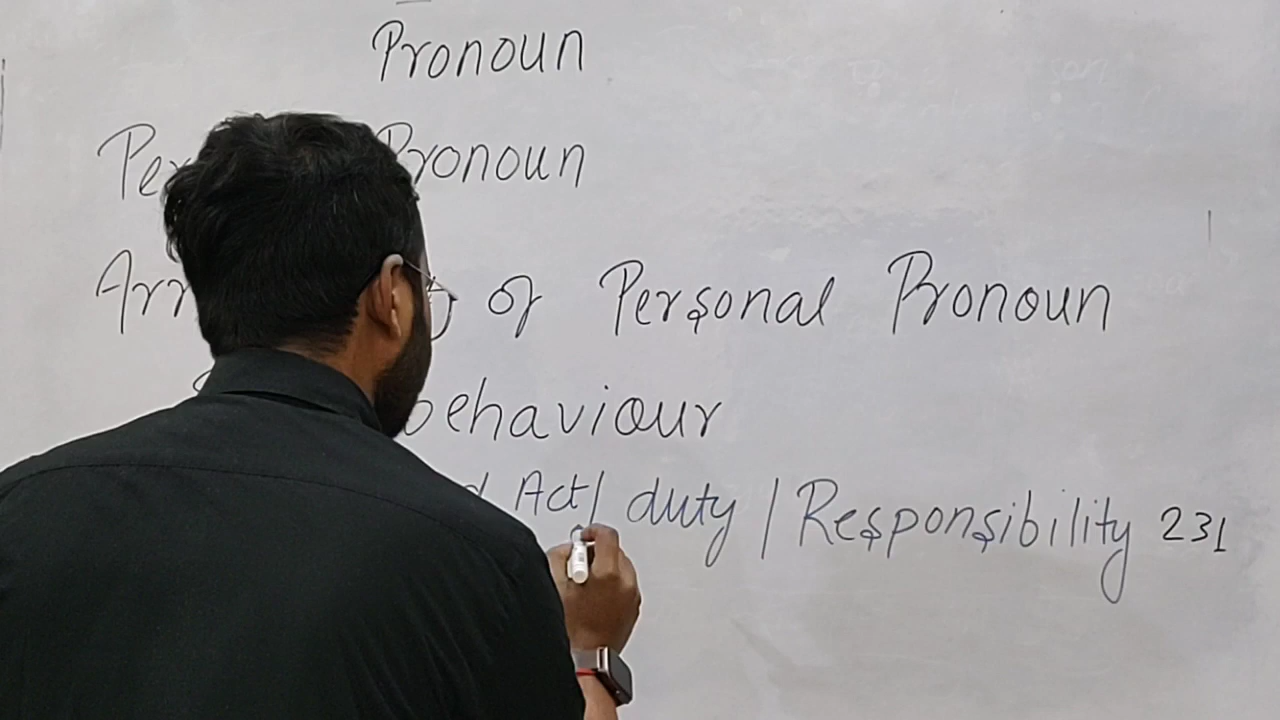 Pronoun
Pronoun
of Personal Pronoun
behaviour
Act/ duty / Responsibility 231